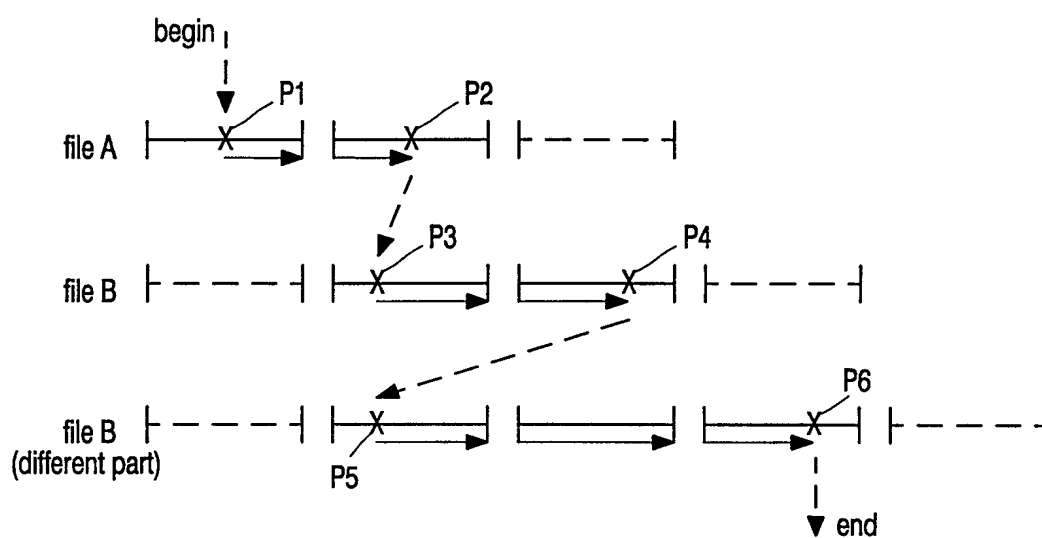 begin
P1
P2
file A
P3
P4
file B
P6
file B
(different part)
P5
end